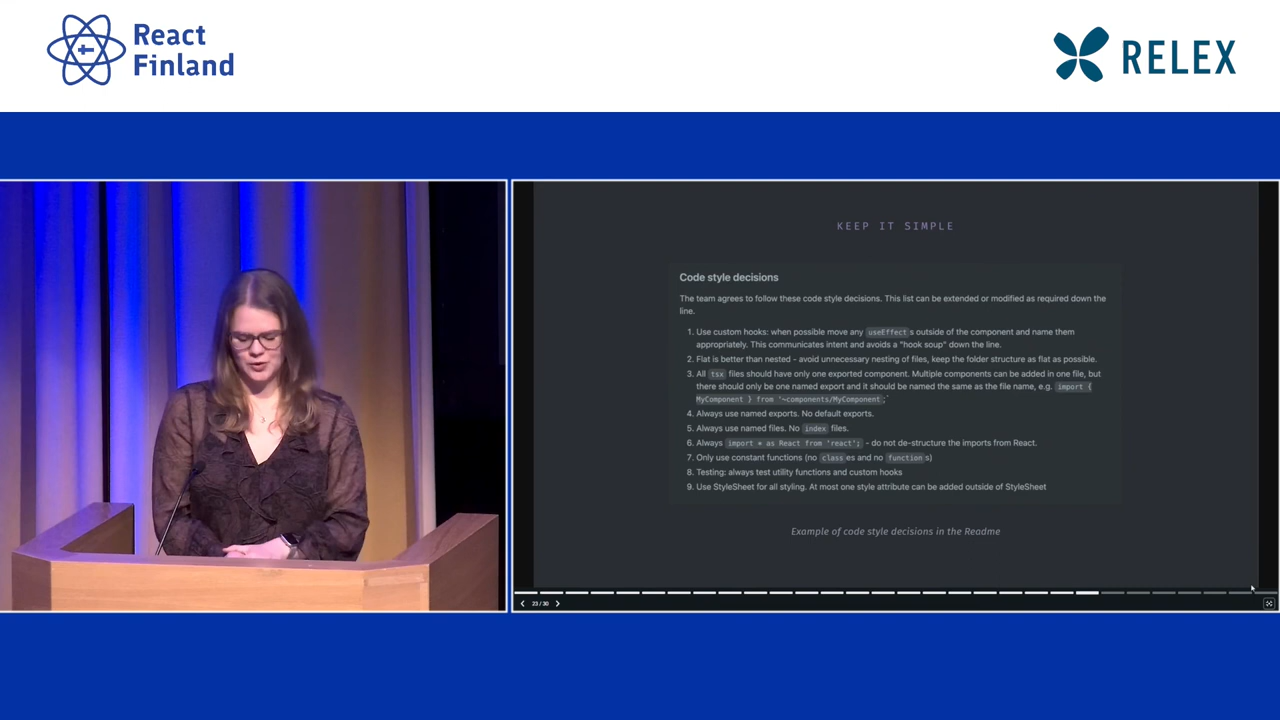 React
Finland
RELEX
KEEP IT SIMPLE
Code style decisions
The team agrees to follow these code style decisions. This list can be extended or modified as required down the
line.
1. Use custom hooks: when possible move any useEffect s outside of the component and name them
appropriately. This communicates intent and avoids a "hook soup" down the line.
2. Flat is better than nested - avoid unnecessary nesting of files, keep the folder structure as flat as possible.
3. All tsx files should have only one exported component. Multiple components can be added in one file, but
there should only be one named export and it should be named the same as the file name, e.g. import {
MyComponent } from '~components/MyComponent;`
4. Always use named exports. No default exports.
5. Always use named files. No index files.
6. Always import * as React from 'react'; - do not de-structure the imports from React.
7. Only use constant functions (no class es and no function s)
8. Testing: always test utility functions and custom hooks
9. Use StyleSheet for all styling. At most one style attribute can be added outside of StyleSheet
Example of code style decisions in the Readme
23 / 30